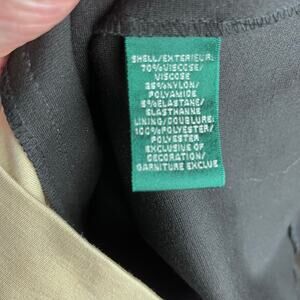 SHELL/EXTERIEUR:
70%VISCOSE/
VISCOSE
25%NYLON/
POLYAMIDE
5%ELASTANE/
ELASTHANNE
LINING/DOUBLURE:
100%POLYESTER/
POLYESTER
EXCLUSIVE OF
DECORATION/
GARNITURE EXCLUE